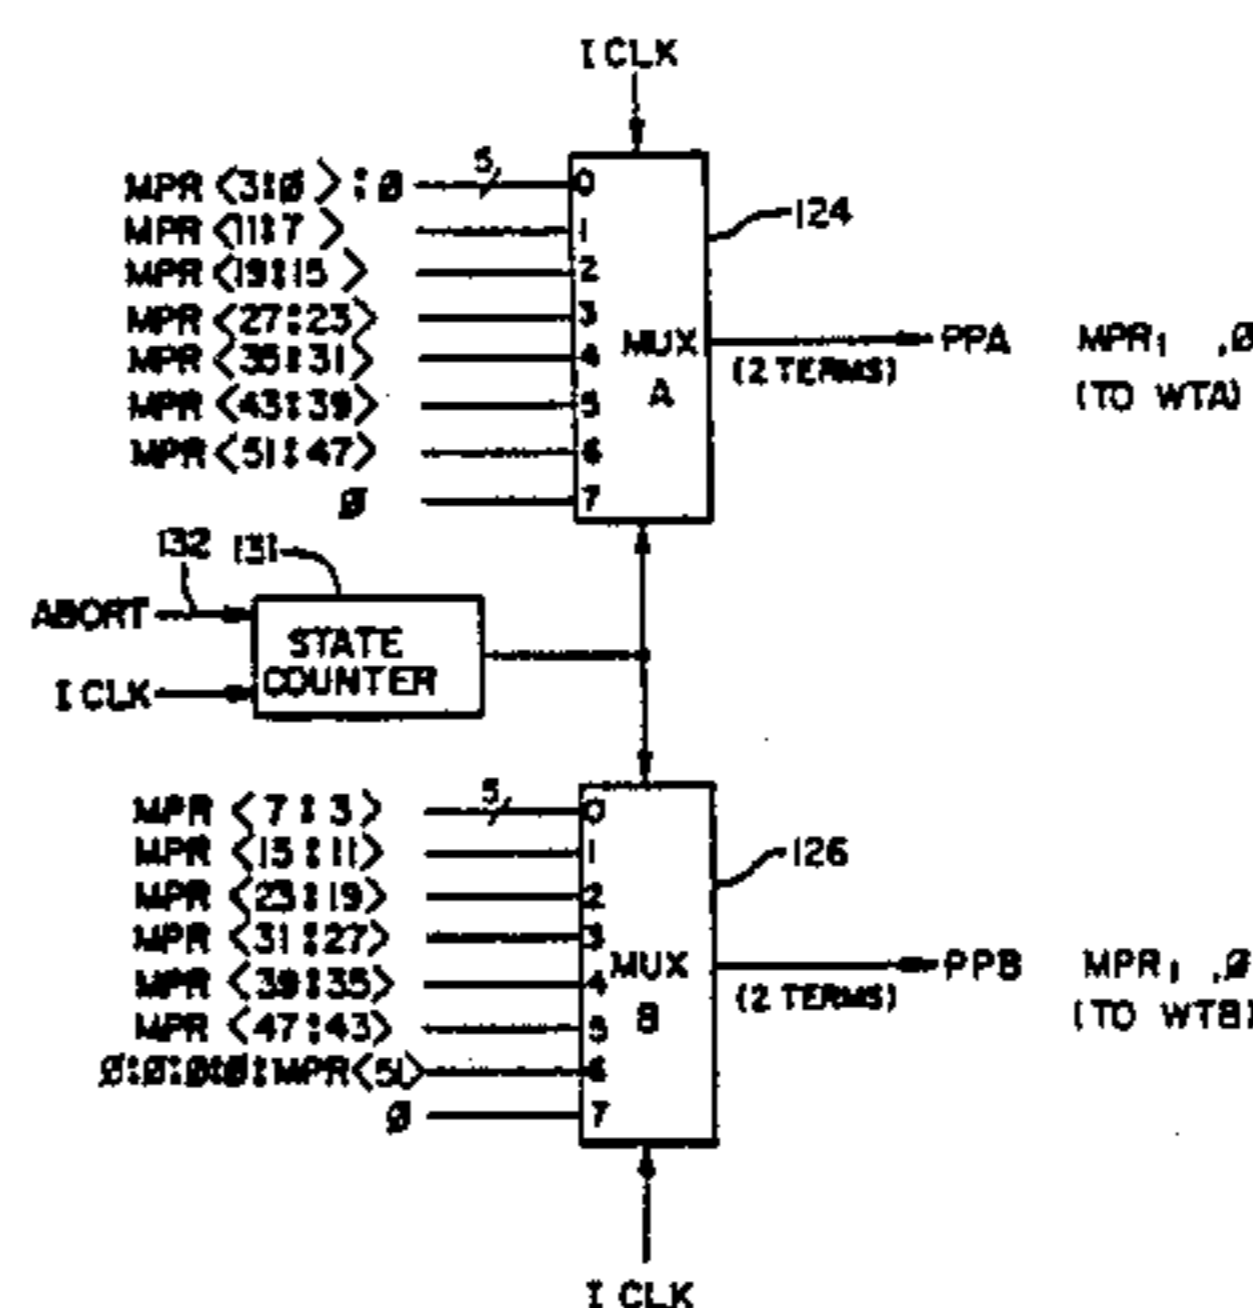 I CLK
MPR <3:Ø>:Ø
5
0
MPR <11:7>
1
124
MPR <19:15>
2
MPR <27:23>
3
MPR <35:31>
4
MUX A
(2 TERMS)
PPA
MPR₁ ,Ø
(TO WTA)
MPR <43:39>
5
MPR <51:47>
6
Ø
7
132
131
ABORT
STATE COUNTER
I CLK
MPR <7:3>
5
0
MPR <15:11>
1
126
MPR <23:19>
2
MPR <31:27>
3
MPR <39:35>
4
MUX B
(2 TERMS)
PPB
MPR₁ ,Ø
(TO WTB)
MPR <47:43>
5
Ø:Ø:Ø:Ø:MPR<51>
6
Ø
7
I CLK